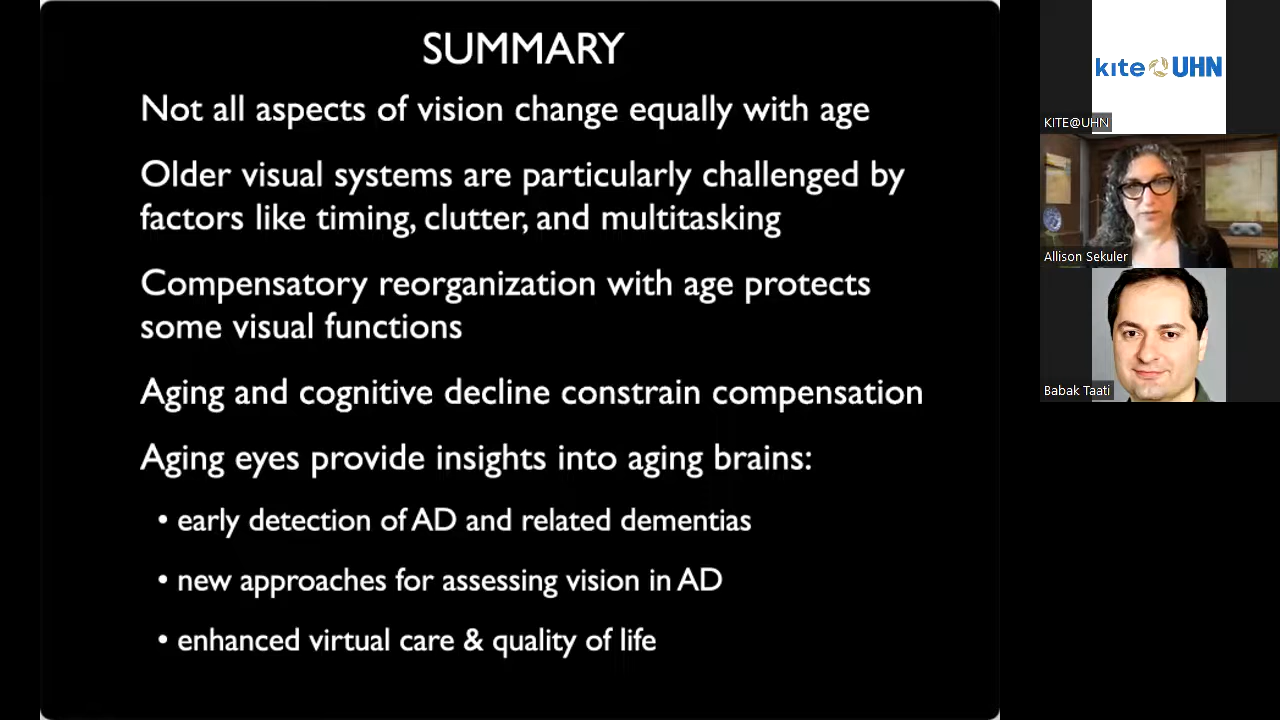 SUMMARY
Not all aspects of vision change equally with age
Older visual systems are particularly challenged by
factors like timing, clutter, and multitasking
Compensatory reorganization with age protects
some visual functions
Aging and cognitive decline constrain compensation
Aging eyes provide insights into aging brains:
• early detection of AD and related dementias
• new approaches for assessing vision in AD
• enhanced virtual care & quality of life
kite UHN
KITE@UHN
Allison Sekuler
Babak Taati